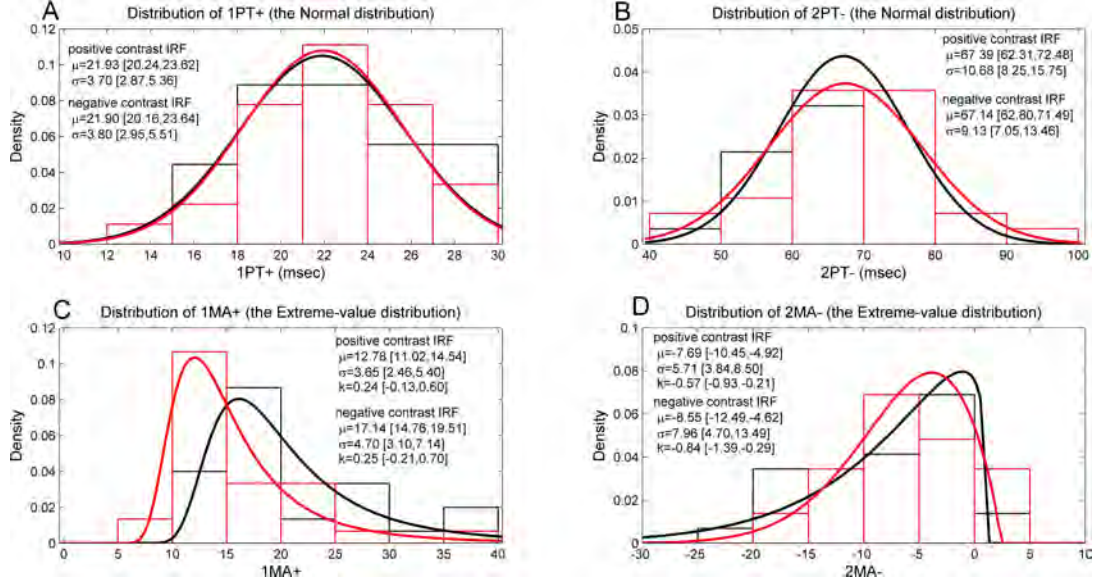 A
Distribution of 1PT+ (the Normal distribution)
0.12
0.1
0.08
0.06
0.04
0.02
0
Density
positive contrast IRF
μ=21.93 [20.24,23.62]
σ=3.70 [2.87,5.36]
negative contrast IRF
μ=21.90 [20.16,23.64]
σ=3.80 [2.95,5.51]
10 12 14 16 18 20 22 24 26 28 30
1PT+ (msec)
B
Distribution of 2PT- (the Normal distribution)
0.05
0.04
0.03
0.02
0.01
0
Density
positive contrast IRF
μ=67.39 [62.31,72.48]
σ=10.68 [8.25,15.75]
negative contrast IRF
μ=67.14 [62.80,71.49]
σ=9.13 [7.05,13.46]
40 50 60 70 80 90 100
2PT- (msec)
C
Distribution of 1MA+ (the Extreme-value distribution)
0.12
0.1
0.08
0.06
0.04
0.02
0
Density
positive contrast IRF
μ=12.78 [11.02,14.54]
σ=3.65 [2.46,5.40]
k=0.24 [-0.13,0.60]
negative contrast IRF
μ=17.14 [14.76,19.51]
σ=4.70 [3.10,7.14]
k=0.25 [-0.21,0.70]
0 5 10 15 20 25 30 35 40
1MA+
D
Distribution of 2MA- (the Extreme-value distribution)
0.1
0.08
0.06
0.04
0.02
0
Density
positive contrast IRF
μ=-7.69 [-10.45,-4.92]
σ=5.71 [3.84,8.50]
k=-0.57 [-0.93,-0.21]
negative contrast IRF
μ=-8.55 [-12.49,-4.62]
σ=7.96 [4.70,13.49]
k=-0.84 [-1.39,-0.29]
-30 -25 -20 -15 -10 -5 0 5 10
2MA-